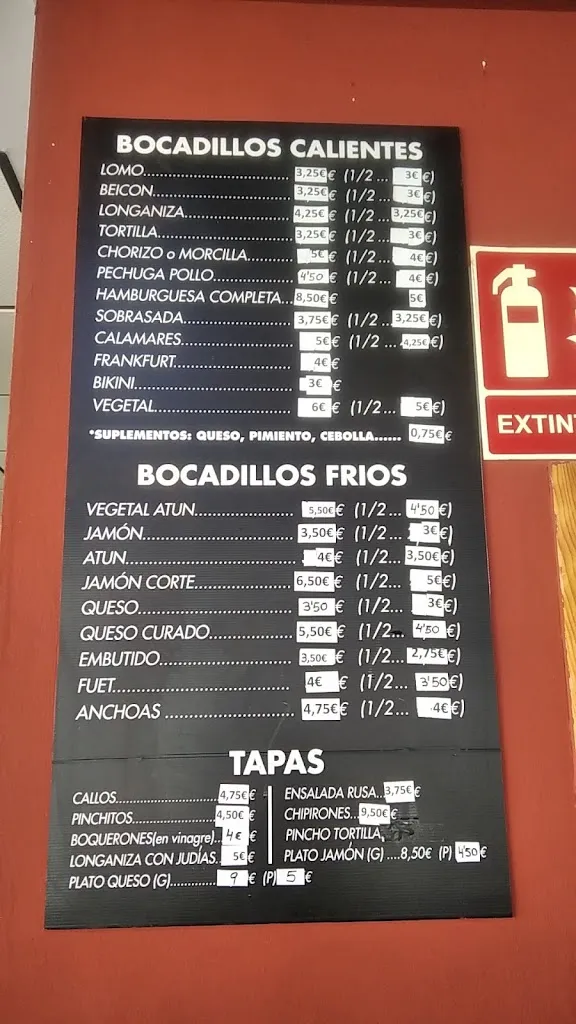 BOCADILLOS CALIENTES
LOMO............................ 3,25€€ (1/2 ... 3€€)
BEICON.......................... 3,25€€ (1/2 ... 3€€)
LONGANIZA..................... 4,25€€ (1/2... 3,25€€)
TORTILLA........................ 3,25€€ (1/2... 3€€)
CHORIZO o MORCILLA......... 5€€ (1/2... 4€€)
PECHUGA POLLO............... 4'50€ (1/2 ... 4€€)
HAMBURGUESA COMPLETA... 8,50€€ 5€
SOBRASADA..................... 3,75€€ (1/2 ... 3,25€€)
CALAMARES..................... 5€€ (1/2 ... 4,25€€)
FRANKFURT...................... 4€€
BIKINI............................ 3€ €
VEGETAL......................... 6€€ (1/2... 5€€)
*SUPLEMENTOS: QUESO, PIMIENTO, CEBOLLA...... 0,75€€
BOCADILLOS FRIOS
VEGETAL ATUN.................. 5,50€€ (1/2... 4'50€)
JAMÓN........................... 3,50€€ (1/2... 3€€)
ATUN............................. 4€€ (1/2... 3,50€€)
JAMÓN CORTE.................. 6,50€€ (1/2... 5€€)
QUESO........................... 3'50€ (1/2... 3€€)
QUESO CURADO............... 5,50€€ (1/2... 4'50€)
EMBUTIDO...................... 3,50€€ (1/2... 2,75€€)
FUET.............................. 4€€ (1/2... 3'50€)
ANCHOAS ...................... 4,75€€ (1/2... 4€€)
TAPAS
CALLOS.................... 4,75€€
PINCHITOS................ 4,50€€
BOQUERONES(en vinagre).. 4€€
LONGANIZA CON JUDÍAS. 5€€
PLATO QUESO (G)........... 9€ (P) 5€
ENSALADA RUSA...3,75€€
CHIPIRONES...9,50€€
PINCHO TORTILLA
PLATO JAMÓN (G) ....8,50€ (P) 4'50€
EXTIN